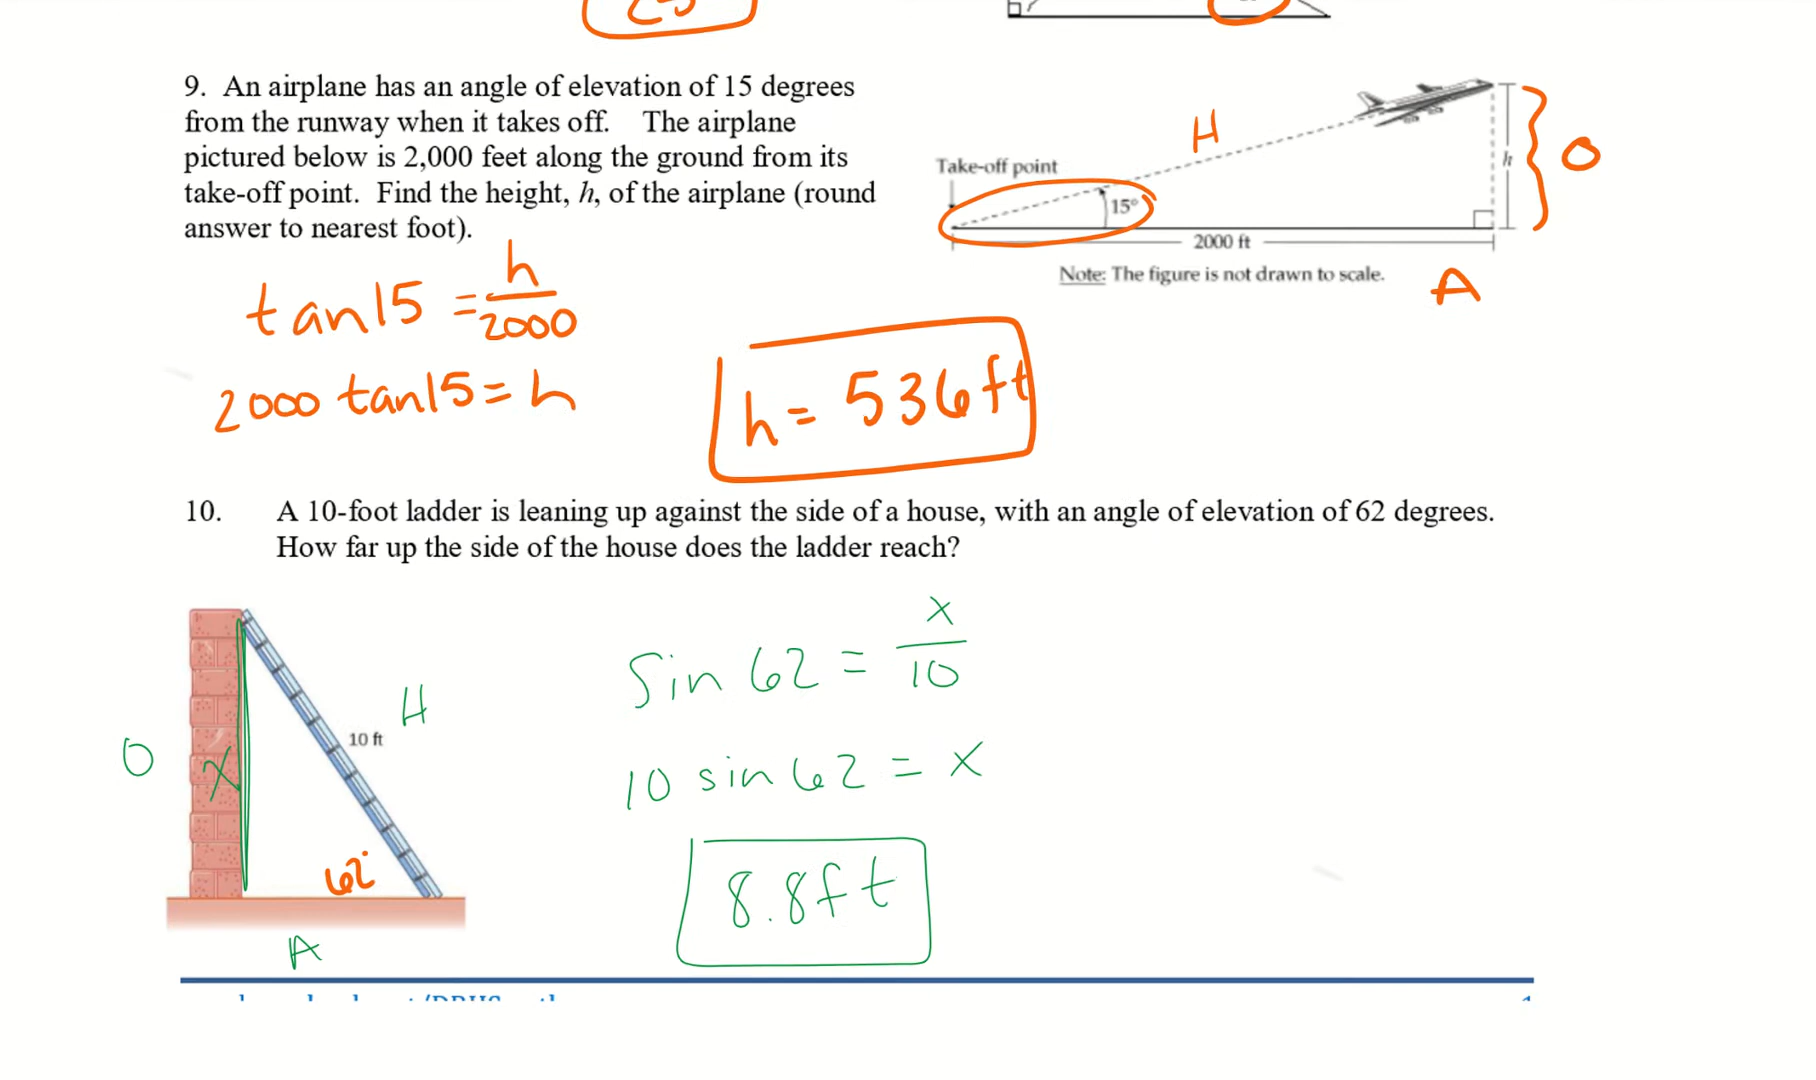 9. An airplane has an angle of elevation of 15 degrees
from the runway when it takes off. The airplane
pictured below is 2,000 feet along the ground from its
take-off point. Find the height, h, of the airplane (round
answer to nearest foot).
H
O
Take-off point
h
15°
2000 ft
Note: The figure is not drawn to scale.
A
tan15 = h/2000
2000 tan15 = h
h = 536ft
10. A 10-foot ladder is leaning up against the side of a house, with an angle of elevation of 62 degrees.
How far up the side of the house does the ladder reach?
O
X
H
10 ft
62°
A
Sin 62 = x/10
10 sin 62 = x
8.8ft